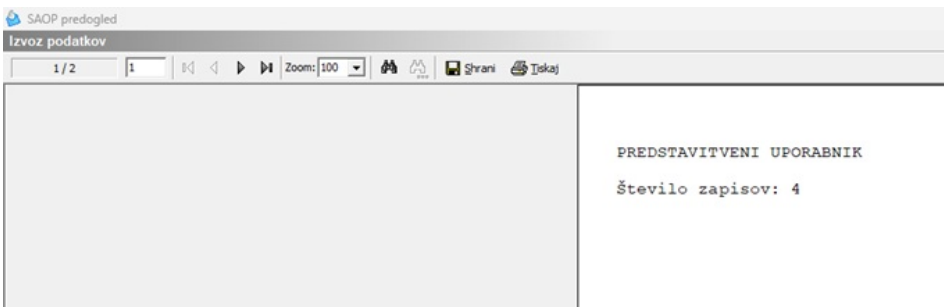 SAOP predogled
Izvoz podatkov
1 / 2 1 Zoom: 100 Shrani Tiskaj
PREDSTAVITVENI UPORABNIK
Število zapisov: 4